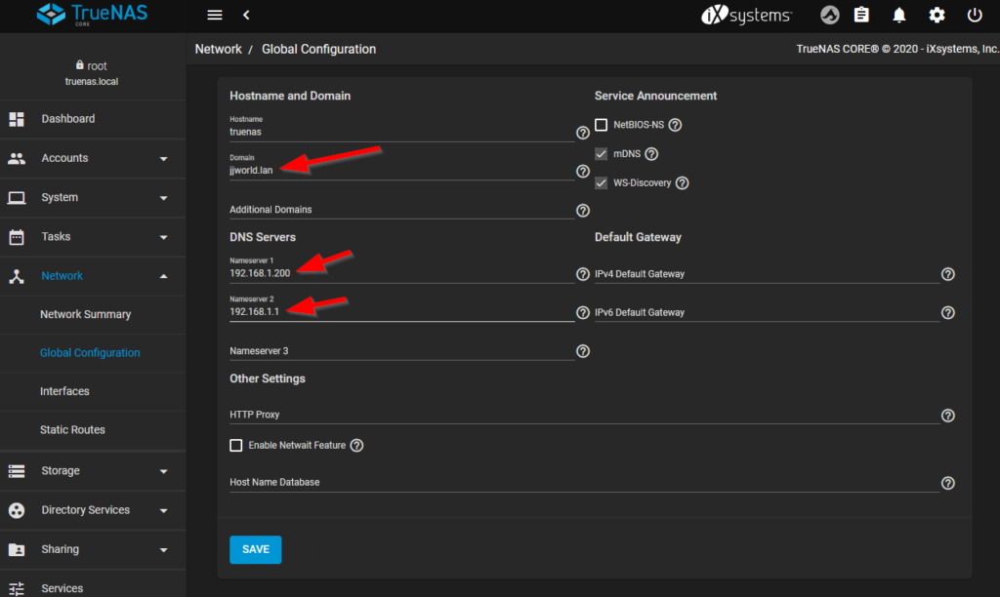 TrueNAS
CORE
iXsystems
root
truenas.local
Network / Global Configuration
TrueNAS CORE® © 2020 - iXsystems, Inc.
Dashboard
Accounts
System
Tasks
Network
Network Summary
Global Configuration
Interfaces
Static Routes
Storage
Directory Services
Sharing
Services
Hostname and Domain
Hostname
truenas
Domain
jjworld.lan
Additional Domains
Service Announcement
NetBIOS-NS
mDNS
WS-Discovery
DNS Servers
Nameserver 1
192.168.1.200
Nameserver 2
192.168.1.1
Nameserver 3
Default Gateway
IPv4 Default Gateway
IPv6 Default Gateway
Other Settings
HTTP Proxy
Enable Netwait Feature
Host Name Database
SAVE